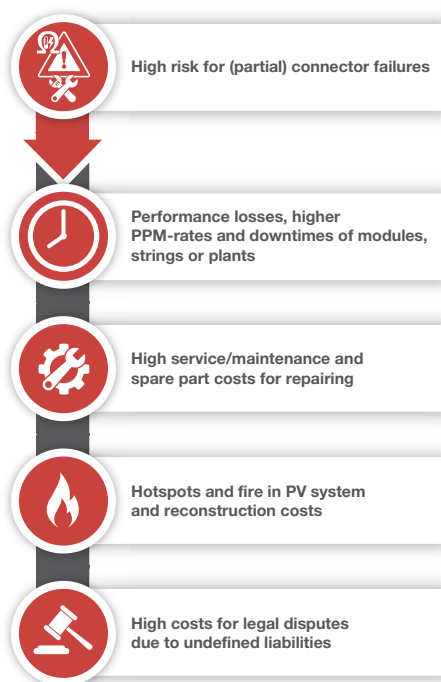 High risk for (partial) connector failures
Performance losses, higher
PPM-rates and downtimes of modules,
strings or plants
High service/maintenance and
spare part costs for repairing
Hotspots and fire in PV system
and reconstruction costs
High costs for legal disputes
due to undefined liabilities